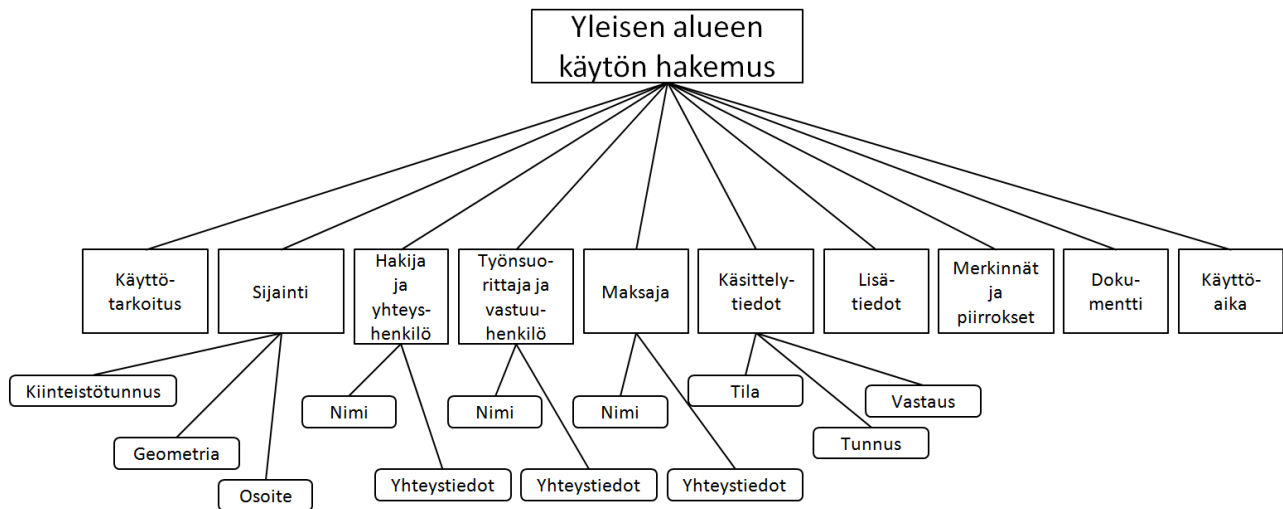 Yleisen alueen
käytön hakemus
Käyttö-
tarkoitus
Sijainti
Hakija
ja
yhteys-
henkilö
Työnsuo-
rittaja ja
vastuu-
henkilö
Maksaja
Käsittely-
tiedot
Lisä-
tiedot
Merkinnät
ja
piirrokset
Doku-
mentti
Käyttö-
aika
Kiinteistötunnus
Geometria
Osoite
Nimi
Yhteystiedot
Nimi
Yhteystiedot
Nimi
Yhteystiedot
Tila
Tunnus
Vastaus